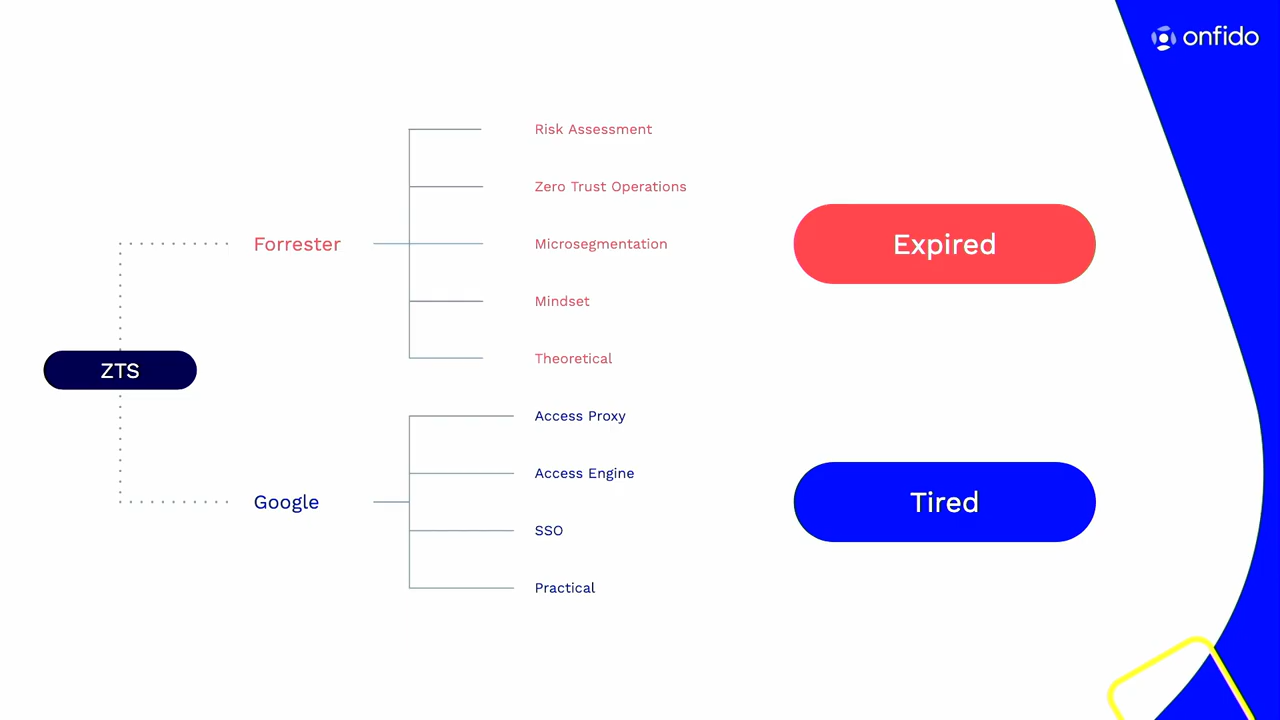 onfido
Risk Assessment
Zero Trust Operations
Forrester
Microsegmentation
Expired
Mindset
Theoretical
ZTS
Access Proxy
Access Engine
Google
Tired
SSO
Practical